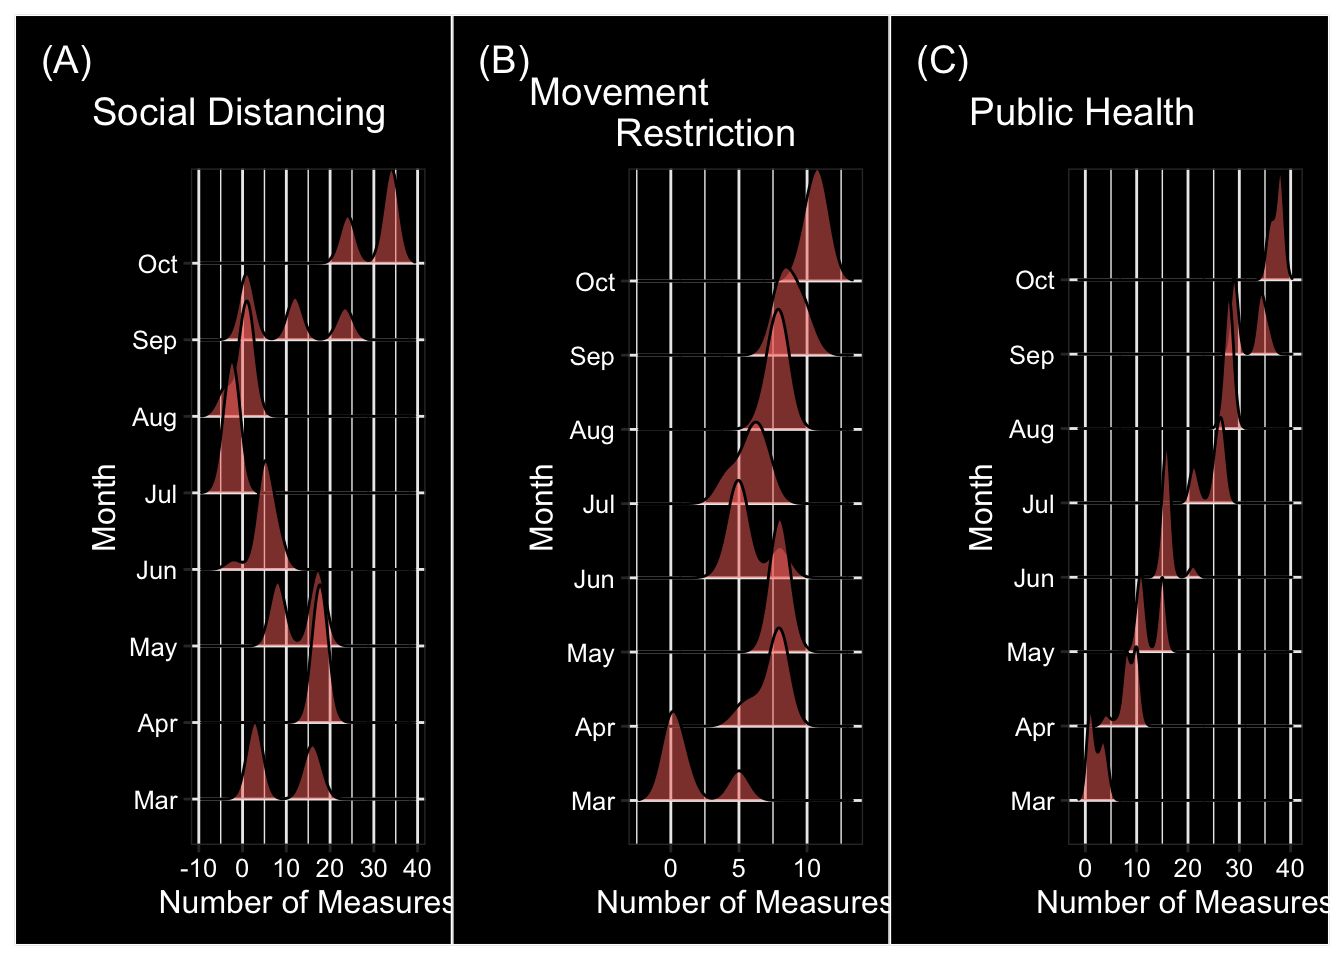 (A)
Social Distancing
Month
Oct
Sep
Aug
Jul
Jun
May
Apr
Mar
-10 0 10 20 30 40
Number of Measures
(B)
Movement
Restriction
Month
Oct
Sep
Aug
Jul
Jun
May
Apr
Mar
0 5 10
Number of Measures
(C)
Public Health
Month
Oct
Sep
Aug
Jul
Jun
May
Apr
Mar
0 10 20 30 40
Number of Measures